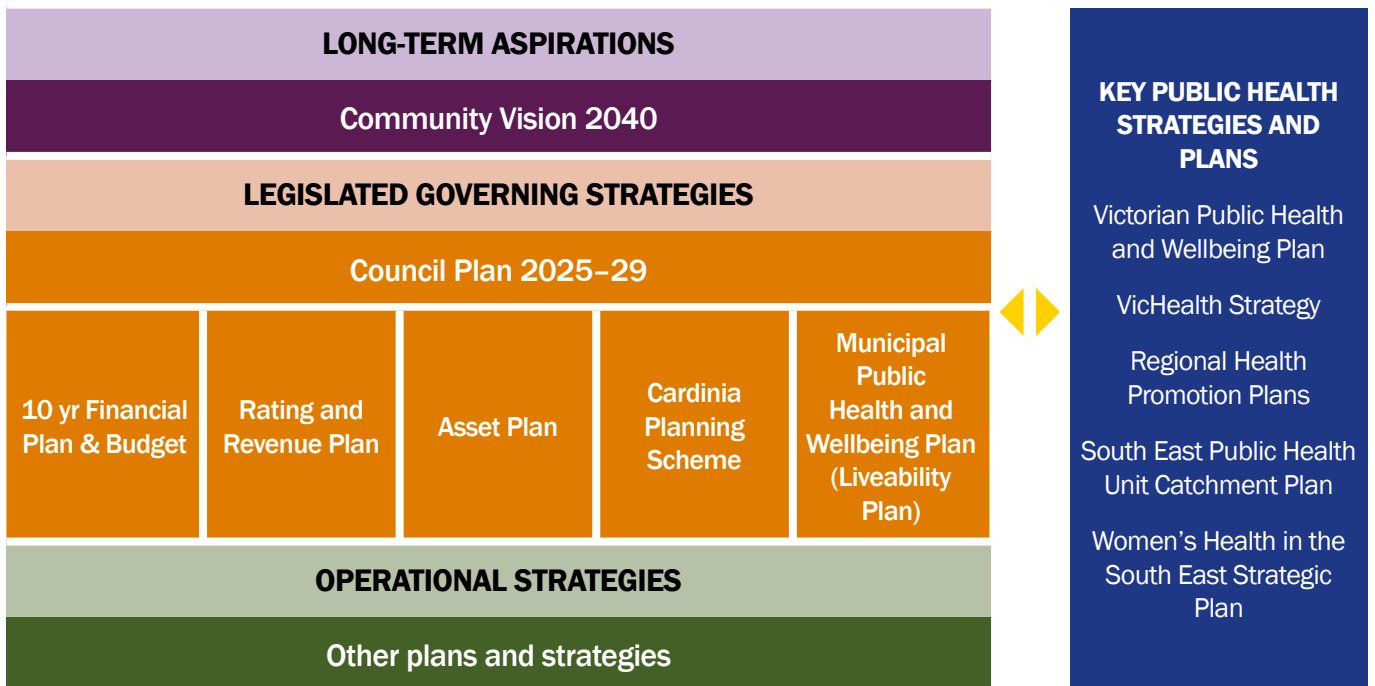 LONG-TERM ASPIRATIONS
Community Vision 2040
LEGISLATED GOVERNING STRATEGIES
Council Plan 2025–29
10 yr Financial
Plan & Budget
Rating and
Revenue Plan
Asset Plan
Cardinia
Planning
Scheme
Municipal
Public
Health and
Wellbeing Plan
(Liveability
Plan)
OPERATIONAL STRATEGIES
Other plans and strategies
KEY PUBLIC HEALTH
STRATEGIES AND
PLANS
Victorian Public Health
and Wellbeing Plan
VicHealth Strategy
Regional Health
Promotion Plans
South East Public Health
Unit Catchment Plan
Women’s Health in the
South East Strategic
Plan